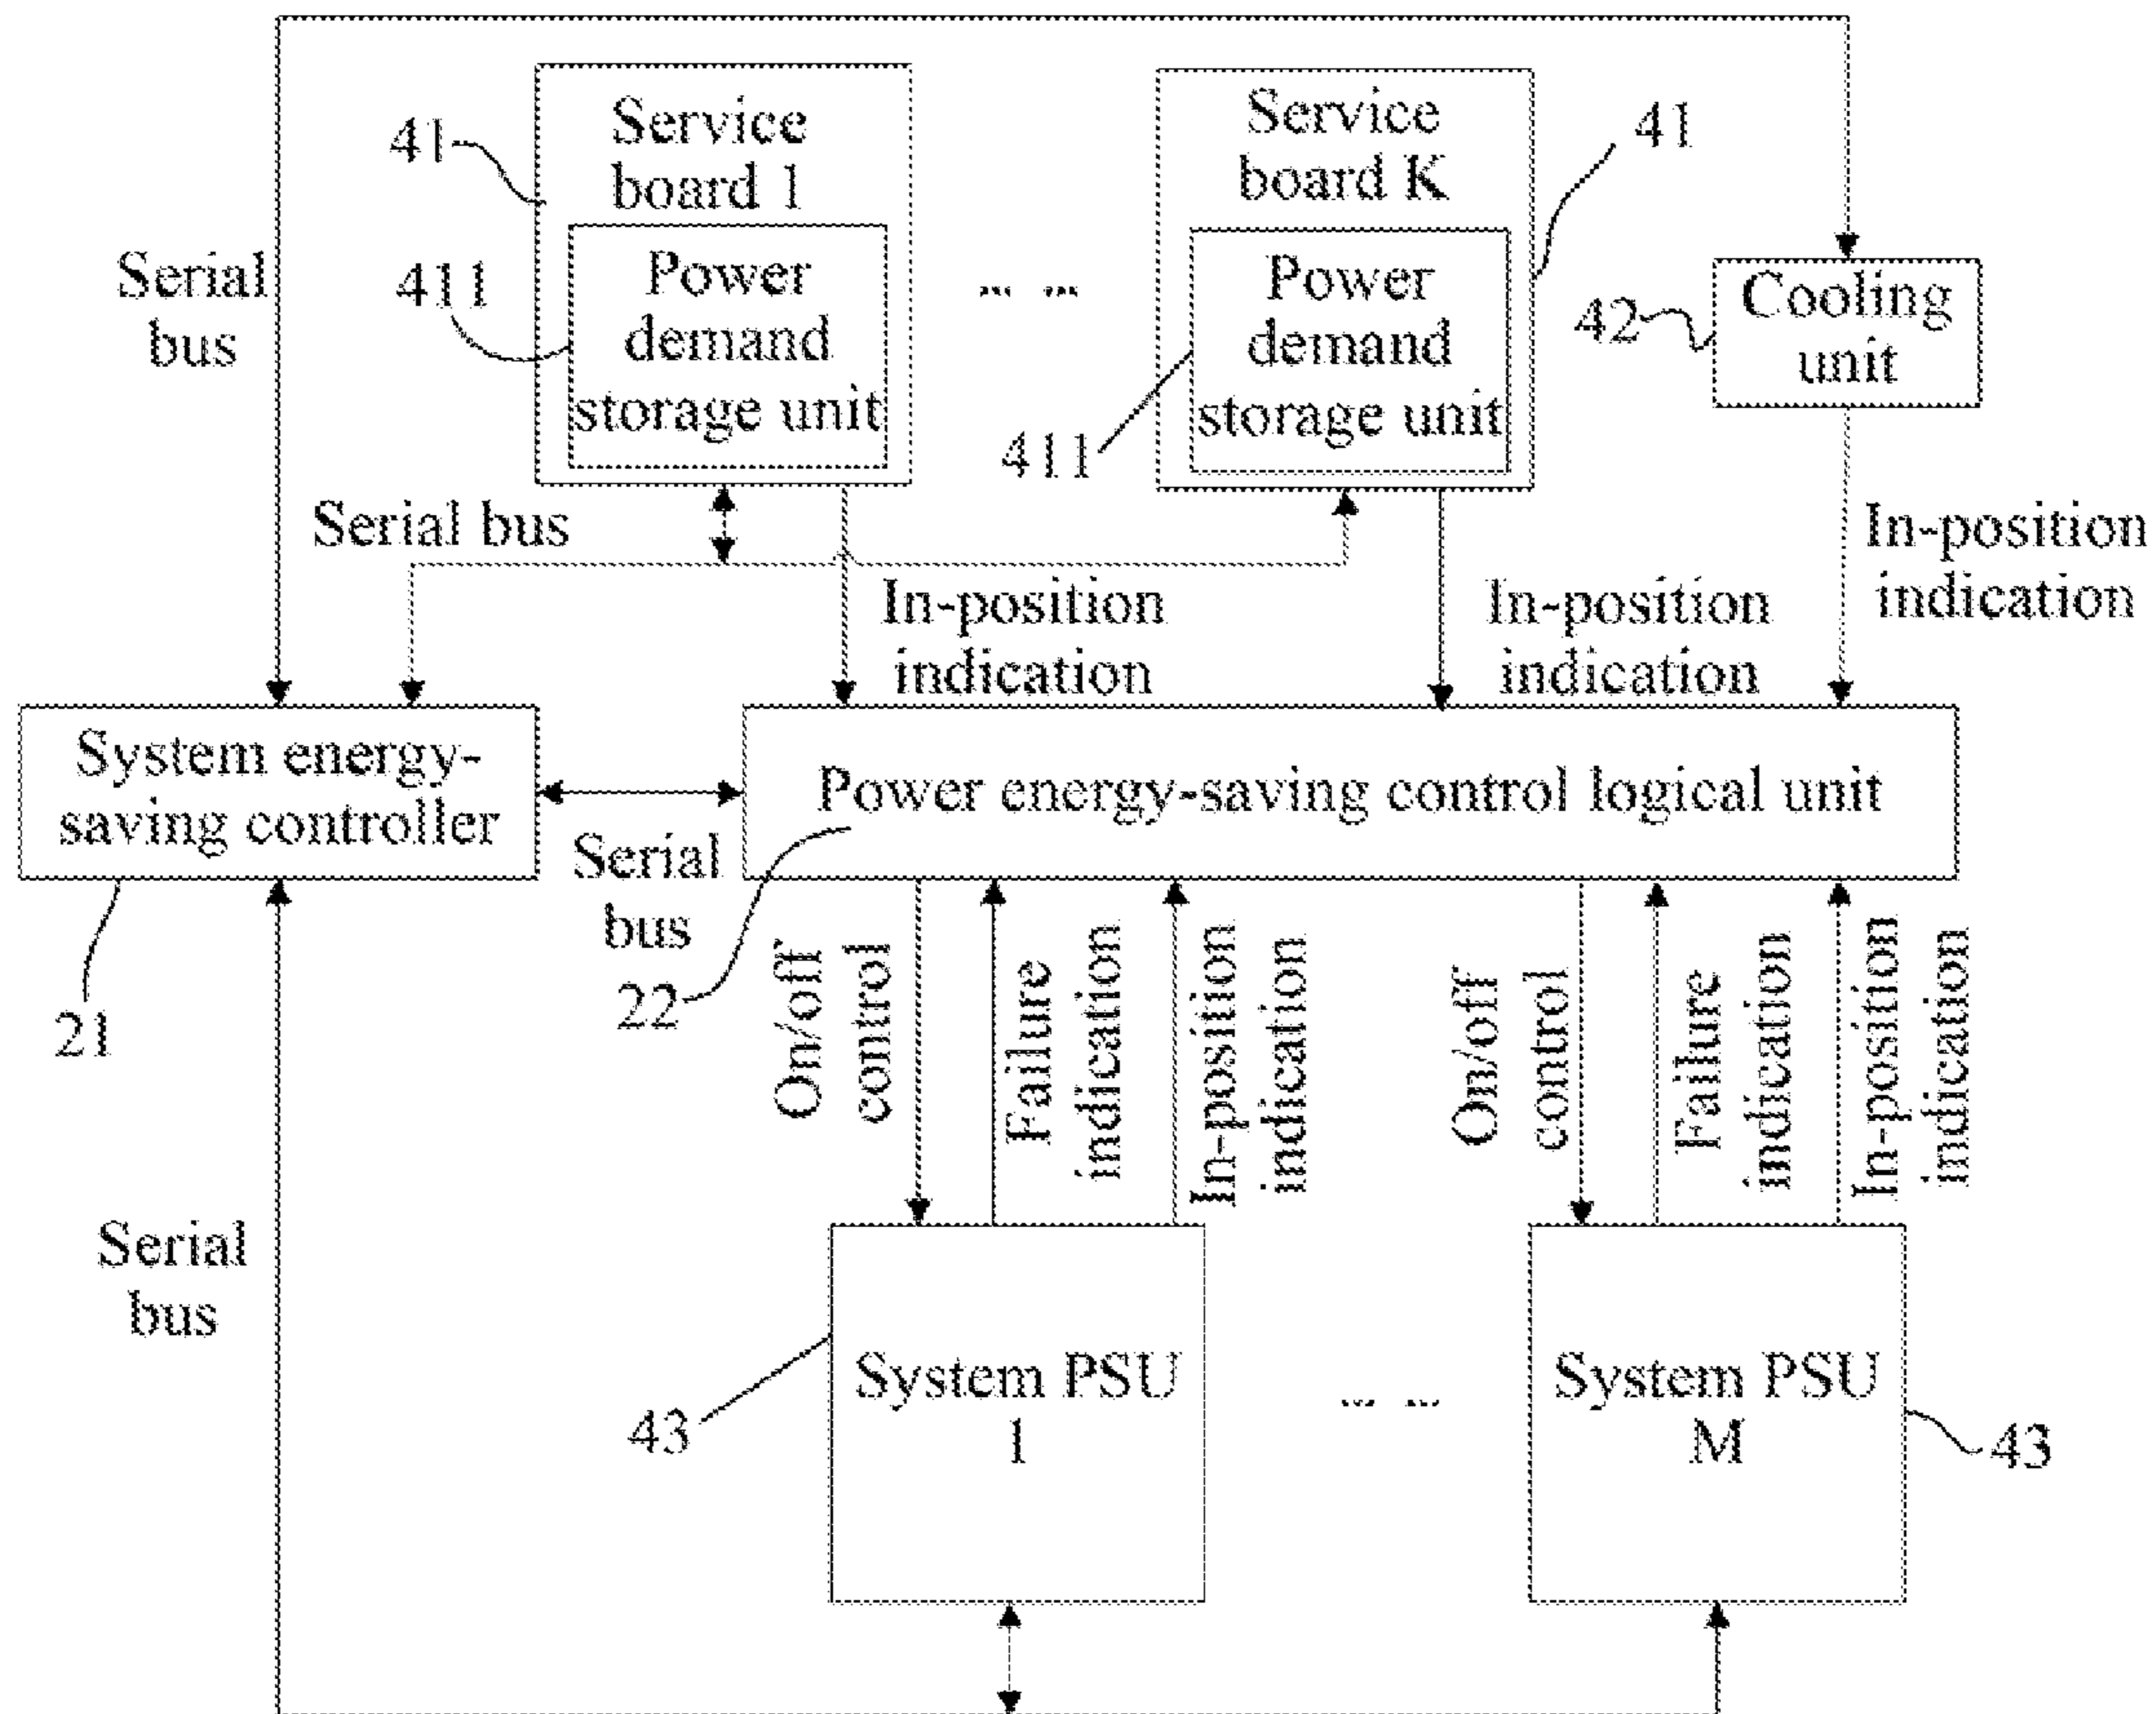 Service
board 1
41
Power
demand
storage unit
411
... ...
Service
board K
41
Power
demand
storage unit
411
Cooling
unit
42
Serial
bus
Serial bus
In-position
indication
In-position
indication
In-position
indication
System energy-
saving controller
21
Serial
bus
Power energy-saving control logical unit
22
On/off
control
Failure
indication
In-position
indication
On/off
control
Failure
indication
In-position
indication
Serial
bus
System PSU
1
43
... ...
System PSU
M
43